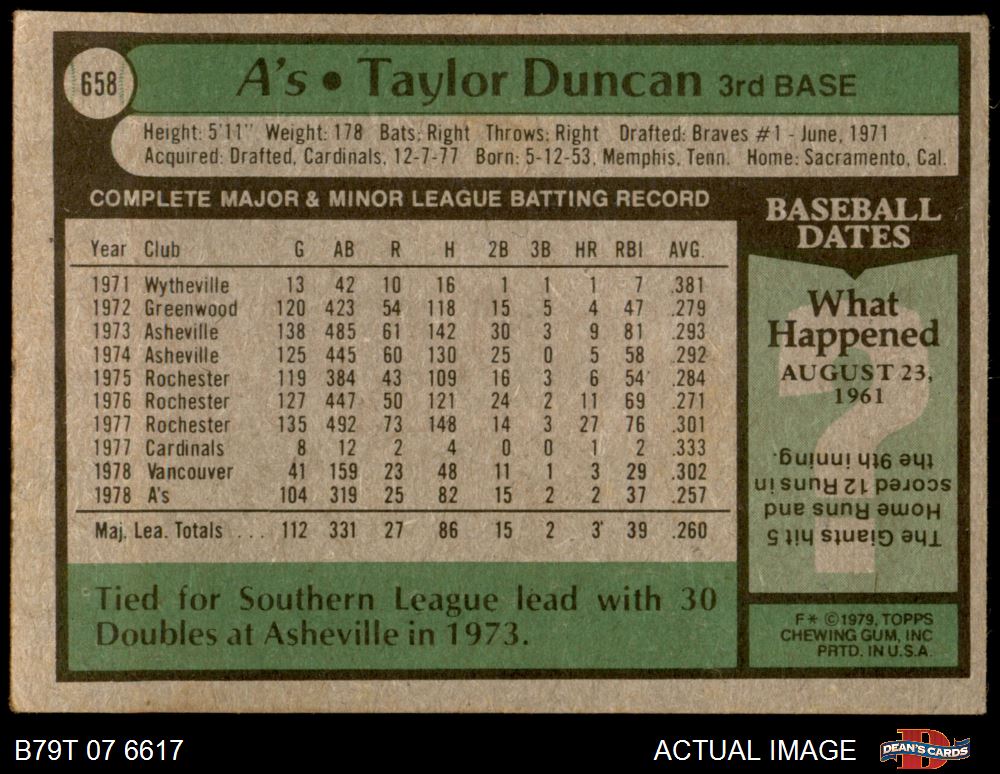 658
A's • Taylor Duncan 3rd BASE
Height: 5'11" Weight: 178 Bats: Right Throws: Right Drafted: Braves #1 - June, 1971
Acquired: Drafted, Cardinals, 12-7-77 Born: 5-12-53, Memphis, Tenn. Home: Sacramento, Cal.
COMPLETE MAJOR & MINOR LEAGUE BATTING RECORD
Year Club G AB R H 2B 3B HR RBI AVG.
1971 Wytheville 13 42 10 16 1 1 1 7 .381
1972 Greenwood 120 423 54 118 15 5 4 47 .279
1973 Asheville 138 485 61 142 30 3 9 81 .293
1974 Asheville 125 445 60 130 25 0 5 58 .292
1975 Rochester 119 384 43 109 16 3 6 54 .284
1976 Rochester 127 447 50 121 24 2 11 69 .271
1977 Rochester 135 492 73 148 14 3 27 76 .301
1977 Cardinals 8 12 2 4 0 0 1 2 .333
1978 Vancouver 41 159 23 48 11 1 3 29 .302
1978 A's 104 319 25 82 15 2 2 37 .257
Maj. Lea. Totals ... 112 331 27 86 15 2 3 39 .260
Tied for Southern League lead with 30
Doubles at Asheville in 1973.
BASEBALL
DATES
What
Happened
AUGUST 23,
1961
The Giants hit 5
Home Runs and
scored 12 Runs in
the 9th inning.
F* ©1979, TOPPS
CHEWING GUM, INC
PRTD. IN U.S.A.
B79T 07 6617
ACTUAL IMAGE
DEAN'S CARDS